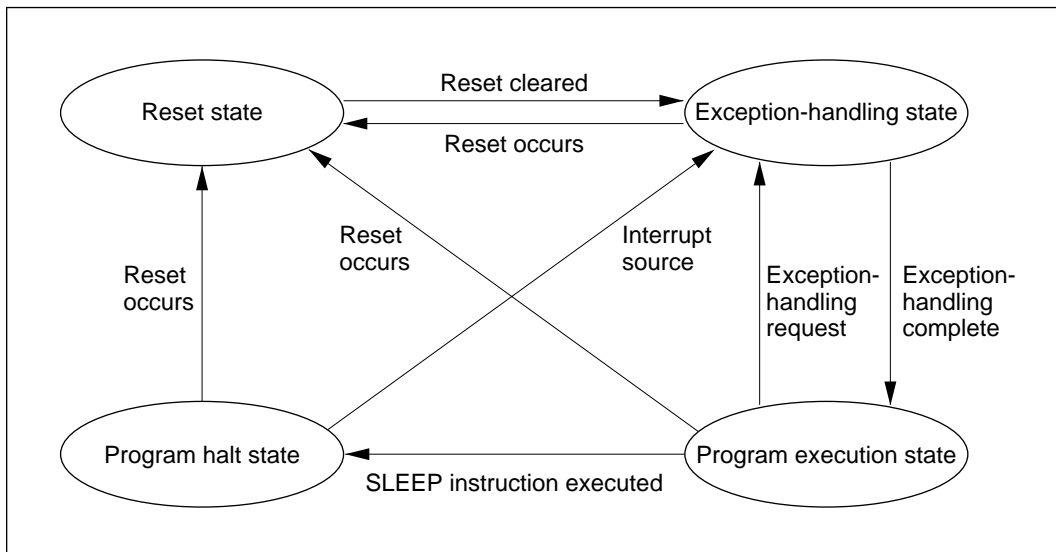 Reset cleared
Reset state
Exception-handling state
Reset occurs
Reset
occurs
Reset
occurs
Interrupt
source
Exception-
handling
request
Exception-
handling
complete
Program halt state
Program execution state
SLEEP instruction executed